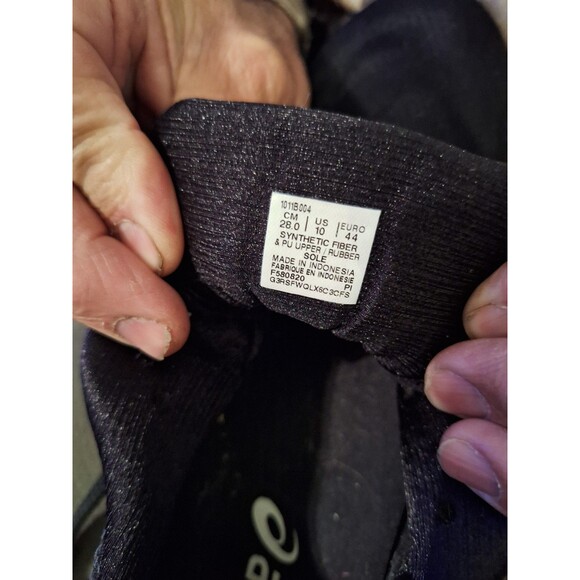 1011B004
CM | US | EURO
28.0 | 10 | 44
SYNTHETIC FIBER
& PU UPPER / RUBBER
SOLE
MADE IN INDONESIA
FABRIQUE EN INDONESIE
F580820 PI
G3RSFWQLX6C3CFS